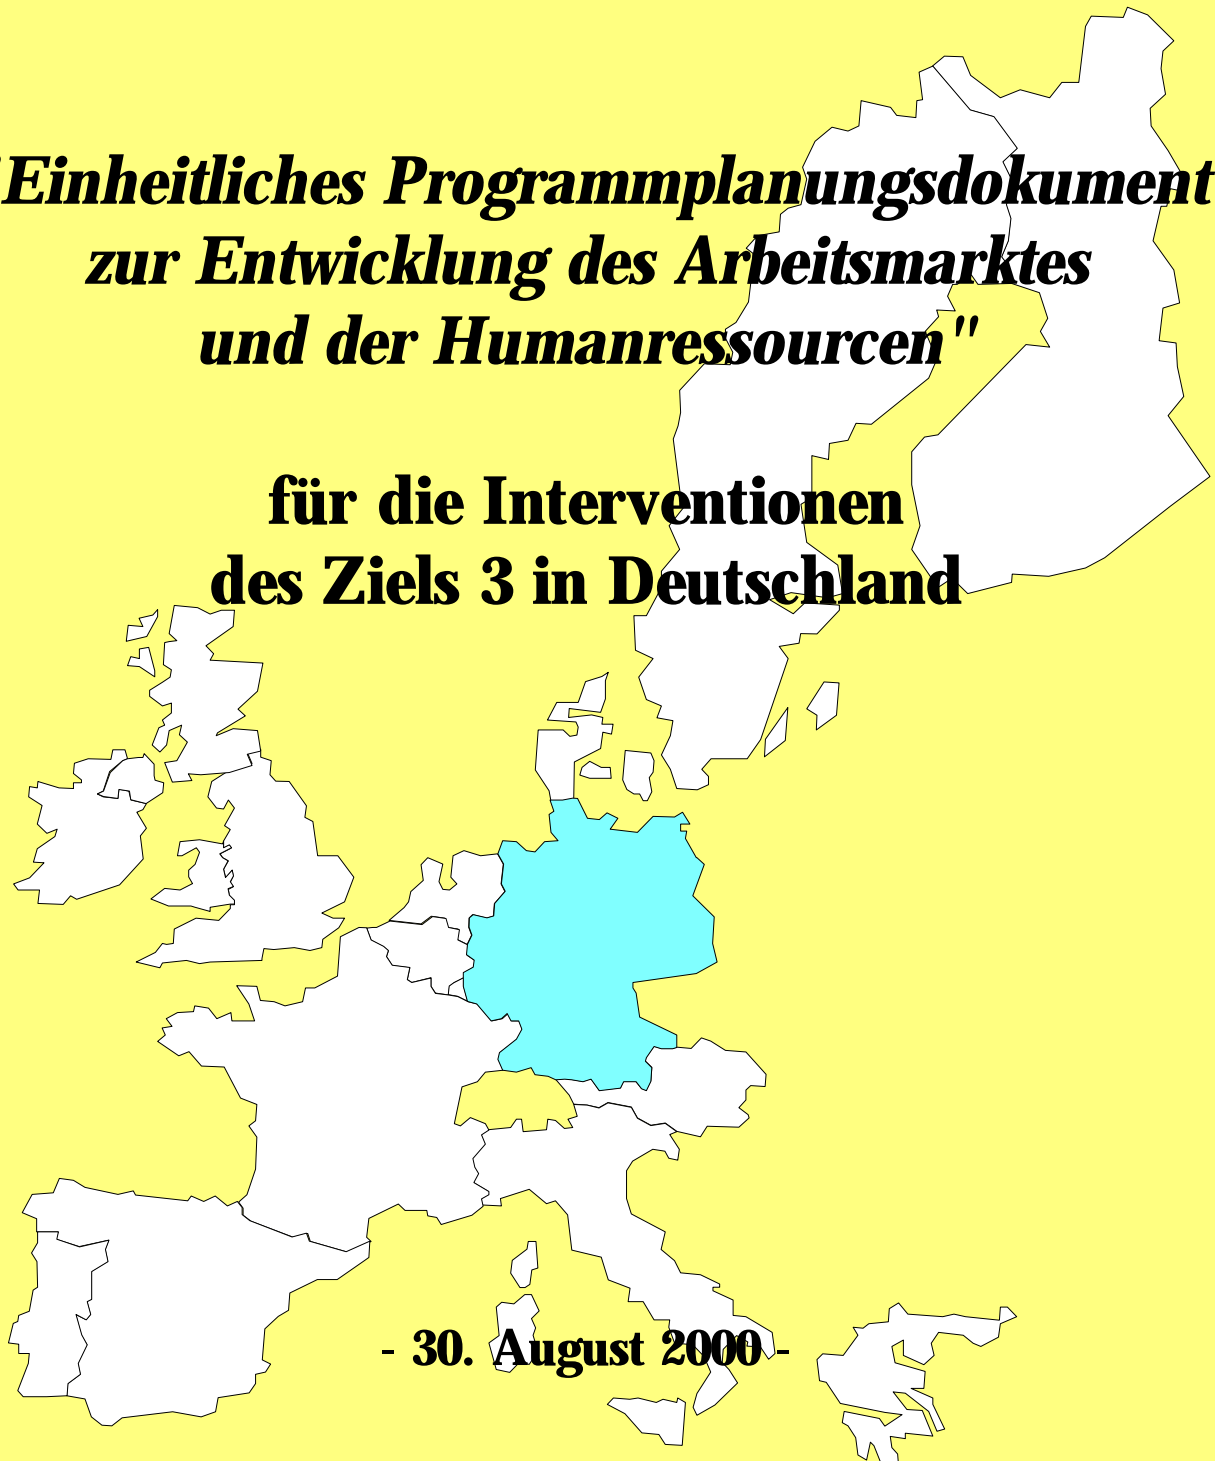 "Einheitliches Programmplanungsdokument
zur Entwicklung des Arbeitsmarktes
und der Humanressourcen"
für die Interventionen
des Ziels 3 in Deutschland
- 30. August 2000 -